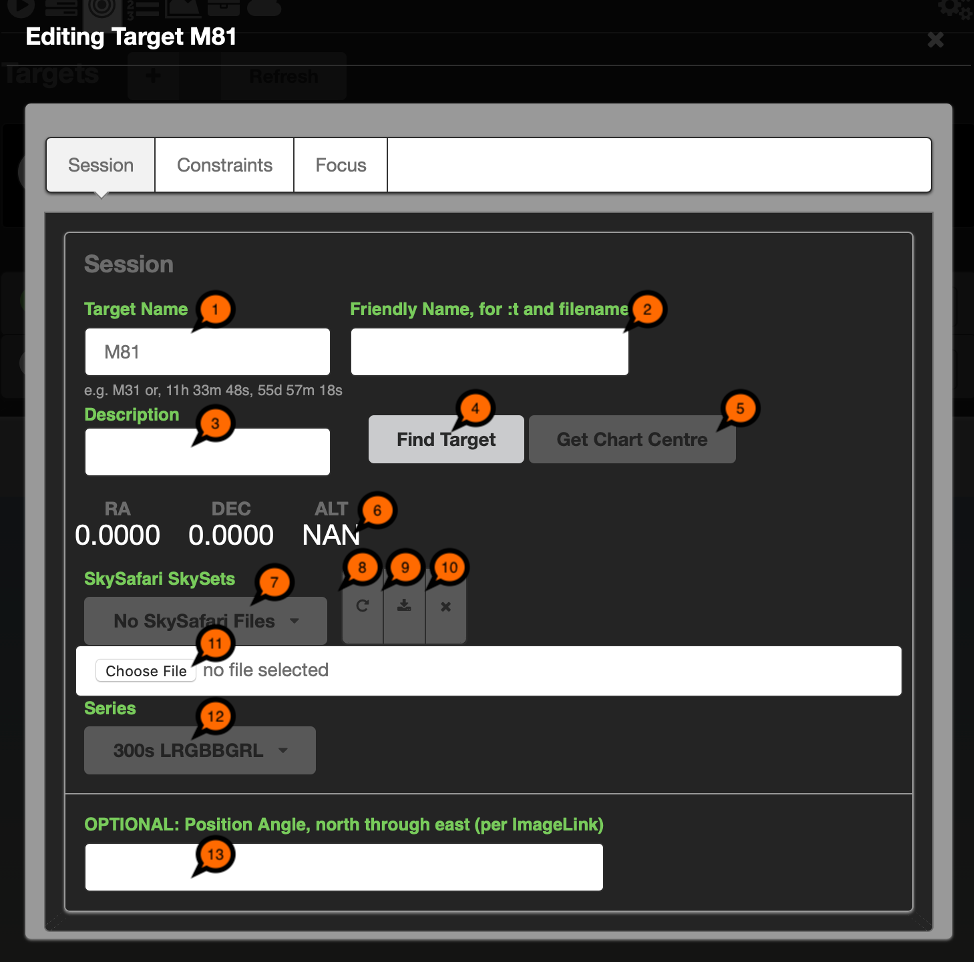 Editing Target M81
Targets
+
Refresh
Session
Constraints
Focus
Session
Target Name
1
Friendly Name, for :t and filename
2
M81
e.g. M31 or, 11h 33m 48s, 55d 57m 18s
Description
3
4
5
Find Target
Get Chart Centre
RA
DEC
ALT
6
0.0000
0.0000
NAN
SkySafari SkySets
7
8
9
10
No SkySafari Files
11
Choose File
no file selected
Series
12
300s LRGBBGRL
OPTIONAL: Position Angle, north through east (per ImageLink)
13